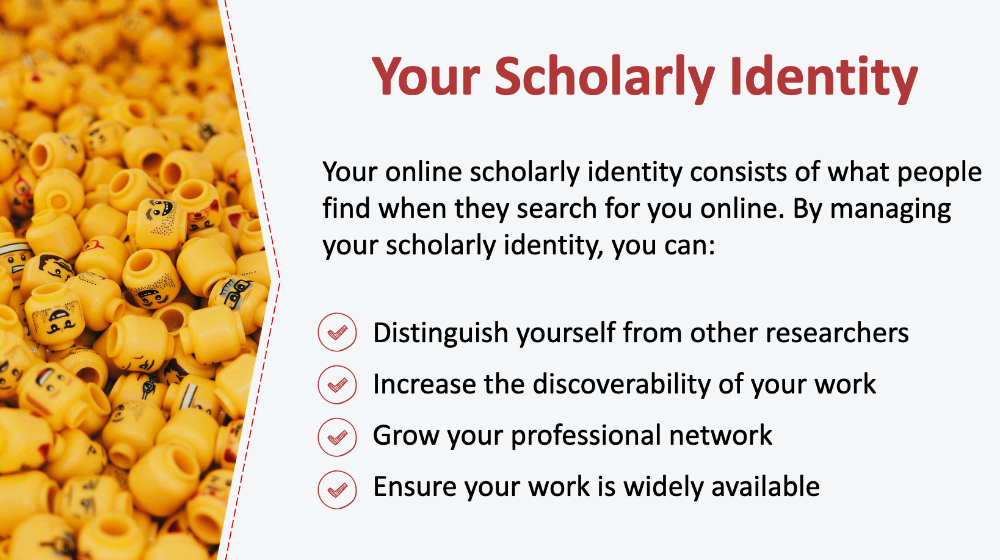 Your Scholarly Identity
Your online scholarly identity consists of what people
find when they search for you online. By managing
your scholarly identity, you can:
Distinguish yourself from other researchers
Increase the discoverability of your work
Grow your professional network
Ensure your work is widely available